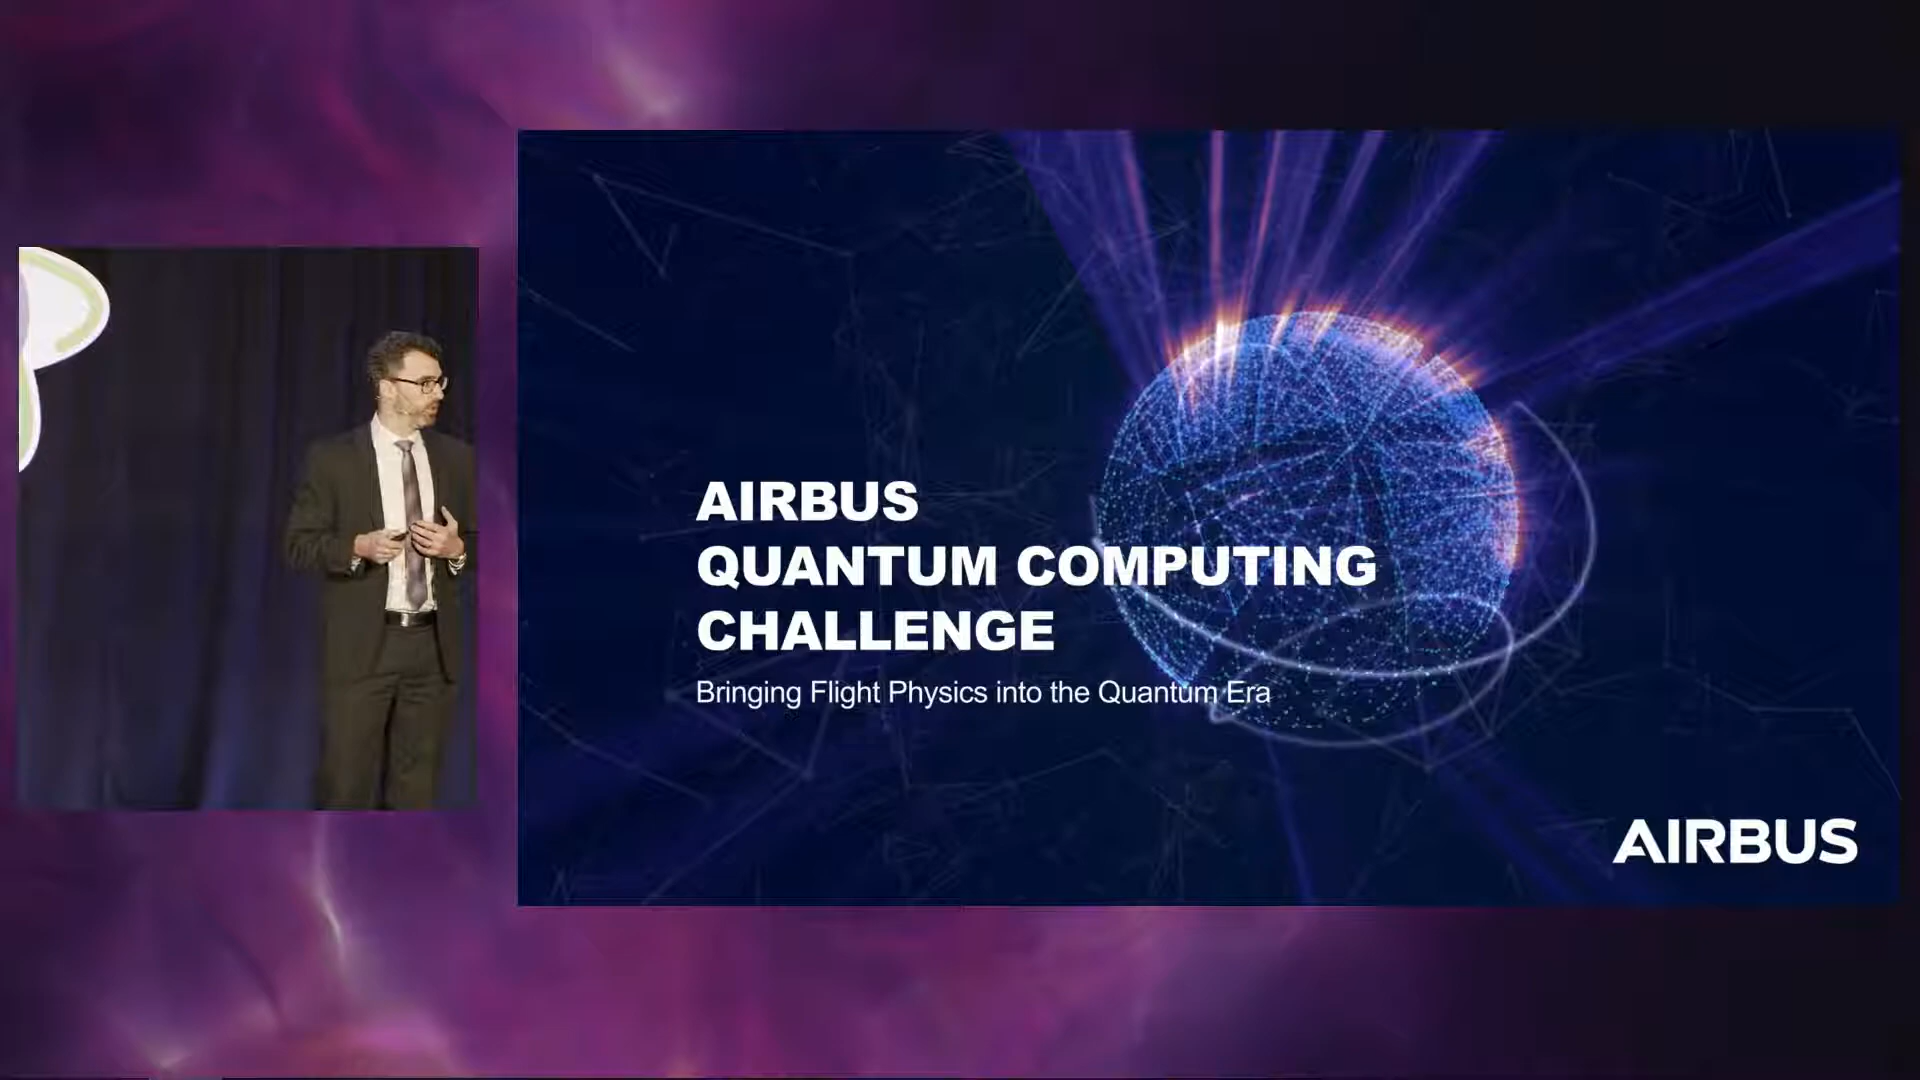 AIRBUS
QUANTUM COMPUTING
CHALLENGE
Bringing Flight Physics into the Quantum Era
AIRBUS